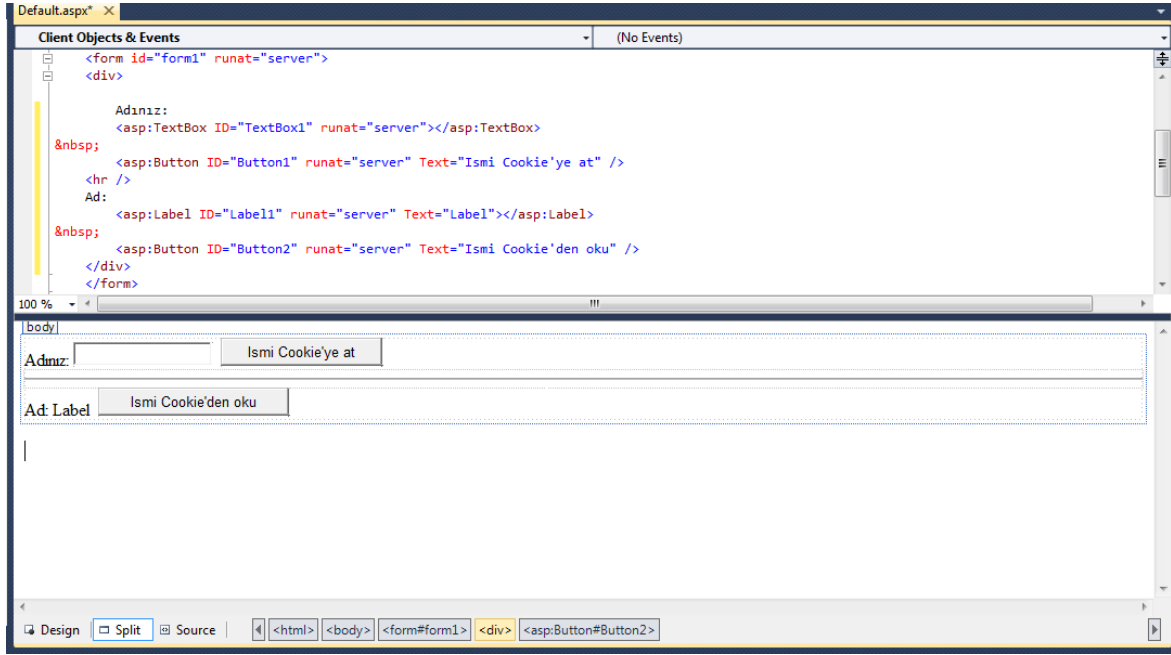 Default.aspx* ×
Client Objects & Events (No Events)
<form id="form1" runat="server">
<div>
Adınız:
<asp:TextBox ID="TextBox1" runat="server"></asp:TextBox>
&nbsp;
<asp:Button ID="Button1" runat="server" Text="Ismi Cookie'ye at" />
<hr />
Ad:
<asp:Label ID="Label1" runat="server" Text="Label"></asp:Label>
&nbsp;
<asp:Button ID="Button2" runat="server" Text="Ismi Cookie'den oku" />
</div>
</form>
100 %
body
Adınız: Ismi Cookie'ye at
Ad: Label Ismi Cookie'den oku
Design Split Source <html> <body> <form#form1> <div> <asp:Button#Button2>